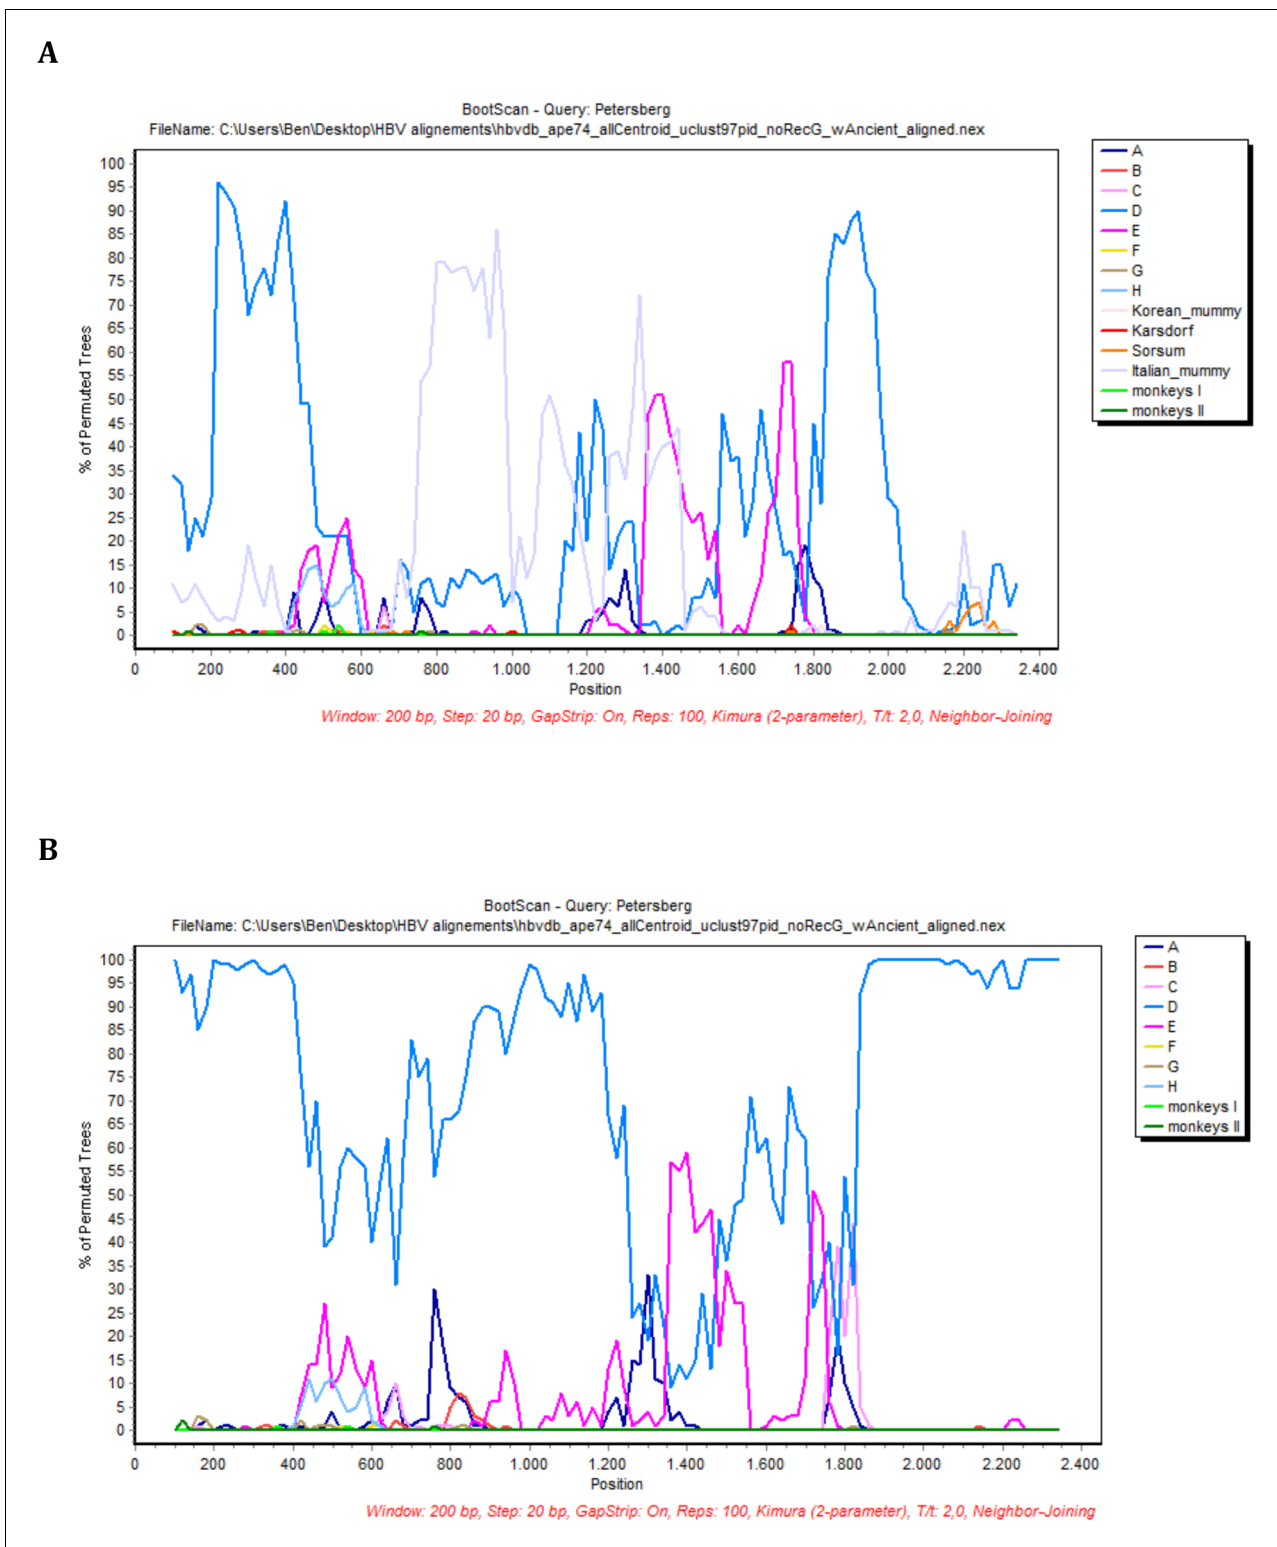 A
BootScan - Query: Petersberg
FileName: C:\Users\Ben\Desktop\HBV alignements\hbvdb_ape74_allCentroid_uclust97pid_noRecG_wAncient_aligned.nex
100
95
90
85
80
75
70
65
60
55
50
45
40
35
30
25
20
15
10
5
0
% of Permuted Trees
0 200 400 600 800 1.000 1.200 1.400 1.600 1.800 2.000 2.200 2.400
Position
Window: 200 bp, Step: 20 bp, GapStrip: On, Reps: 100, Kimura (2-parameter), T/t: 2,0, Neighbor-Joining
A
B
C
D
E
F
G
H
Korean_mummy
Karsdorf
Sorsum
Italian_mummy
monkeys I
monkeys II
B
BootScan - Query: Petersberg
FileName: C:\Users\Ben\Desktop\HBV alignements\hbvdb_ape74_allCentroid_uclust97pid_noRecG_wAncient_aligned.nex
100
95
90
85
80
75
70
65
60
55
50
45
40
35
30
25
20
15
10
5
0
% of Permuted Trees
0 200 400 600 800 1.000 1.200 1.400 1.600 1.800 2.000 2.200 2.400
Position
Window: 200 bp, Step: 20 bp, GapStrip: On, Reps: 100, Kimura (2-parameter), T/t: 2,0, Neighbor-Joining
A
B
C
D
E
F
G
H
monkeys I
monkeys II